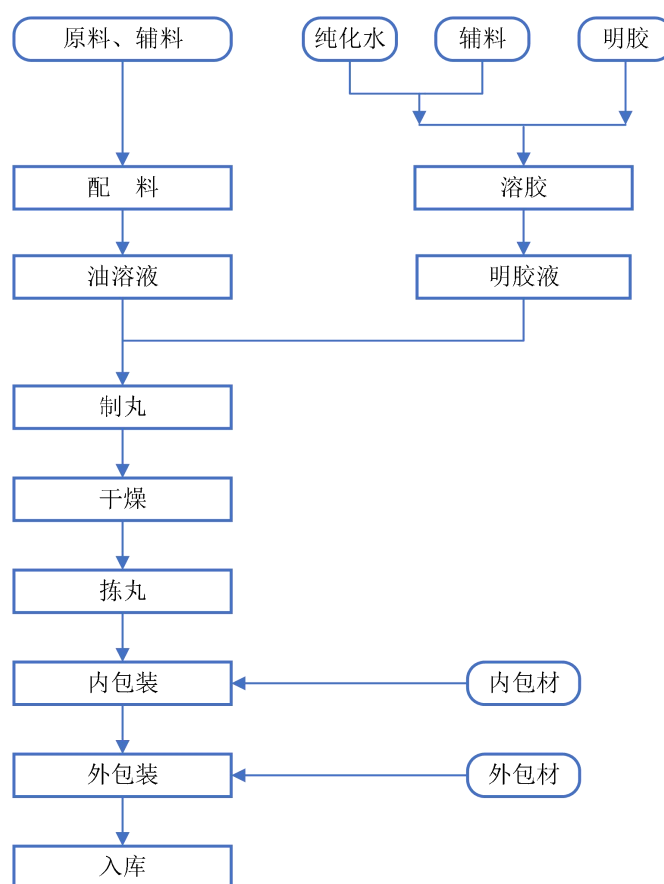 原料、辅料
纯化水
辅料
明胶
配　料
溶胶
油溶液
明胶液
制丸
干燥
拣丸
内包装
内包材
外包装
外包材
入库